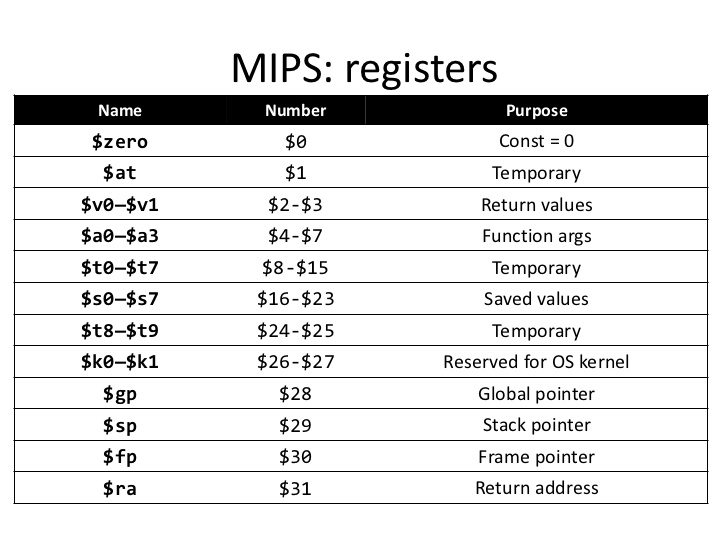 MIPS: registers
Name Number Purpose
$zero $0 Const = 0
$at $1 Temporary
$v0–$v1 $2-$3 Return values
$a0–$a3 $4-$7 Function args
$t0–$t7 $8-$15 Temporary
$s0–$s7 $16-$23 Saved values
$t8–$t9 $24-$25 Temporary
$k0–$k1 $26-$27 Reserved for OS kernel
$gp $28 Global pointer
$sp $29 Stack pointer
$fp $30 Frame pointer
$ra $31 Return address